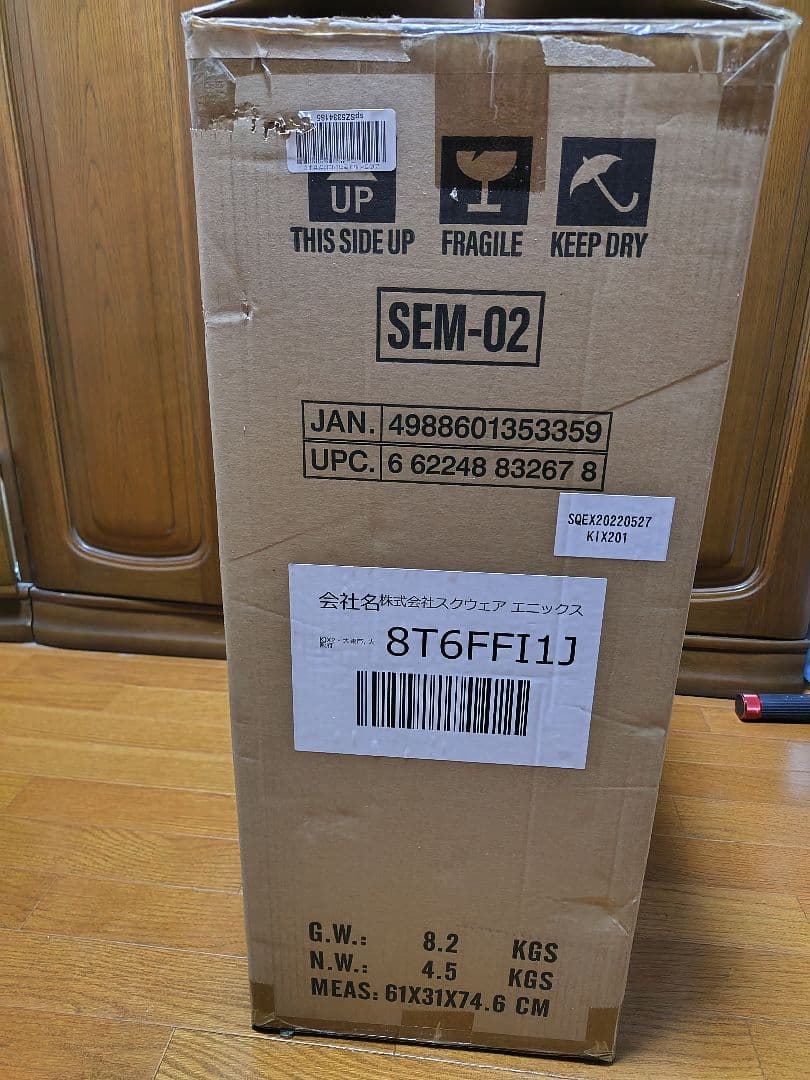 spSZ5334165
UP
THIS SIDE UP FRAGILE KEEP DRY
SEM-02
JAN. 4988601353359
UPC. 6 62248 83267 8
SQEX20220527
KIX201
会社名株式会社スクウェア エニックス
8T6FFI1J
G.W.: 8.2 KGS
N.W.: 4.5 KGS
MEAS: 61X31X74.6 CM